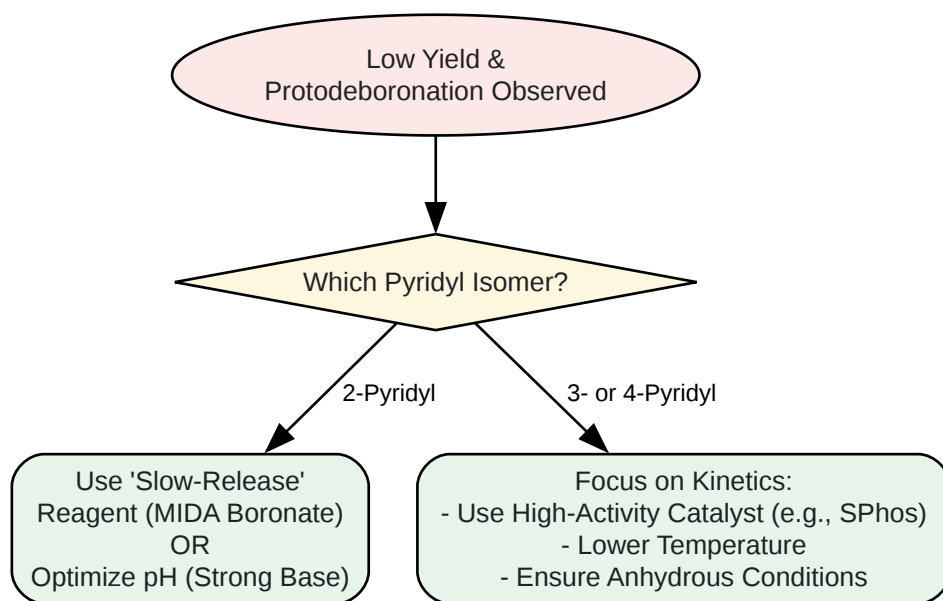 Low Yield &
Protodeboronation Observed
Which Pyridyl Isomer?
2-Pyridyl
3- or 4-Pyridyl
Use 'Slow-Release'
Reagent (MIDA Boronate)
OR
Optimize pH (Strong Base)
Focus on Kinetics:
- Use High-Activity Catalyst (e.g., SPhos)
- Lower Temperature
- Ensure Anhydrous Conditions